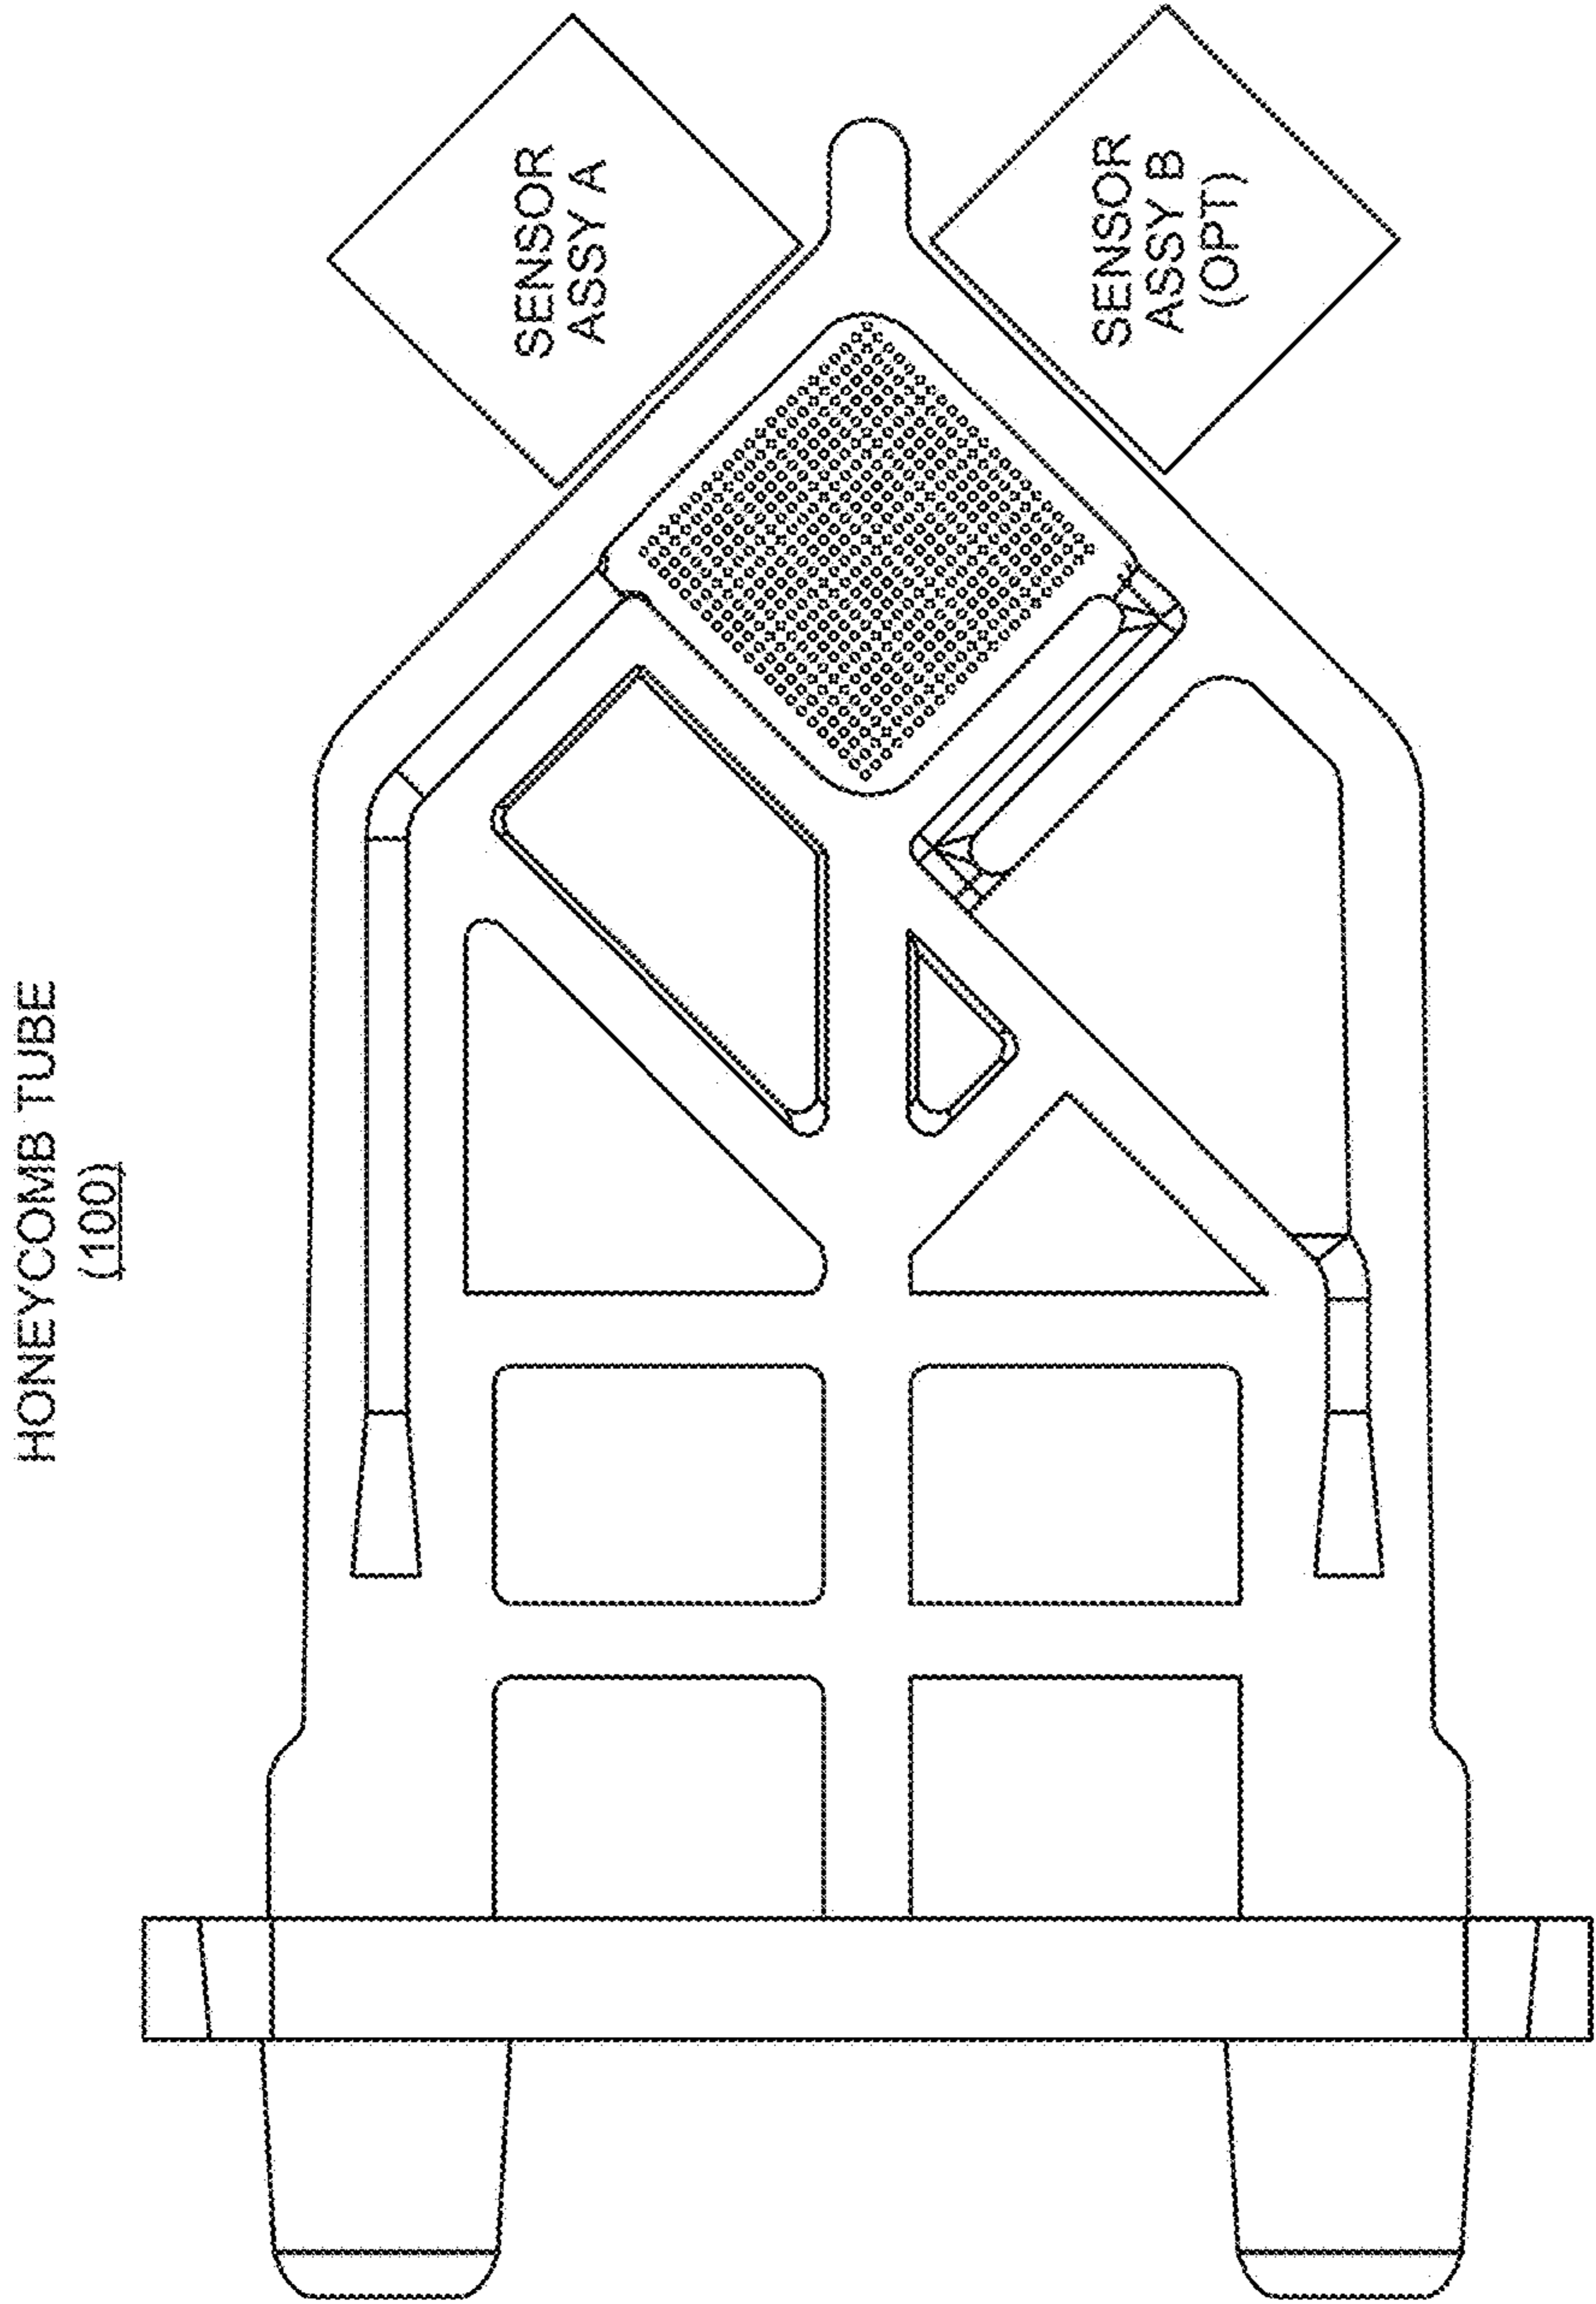 HONEYCOMB TUBE
(100)
SENSOR
ASSY A
SENSOR
ASSY B
(OPT)